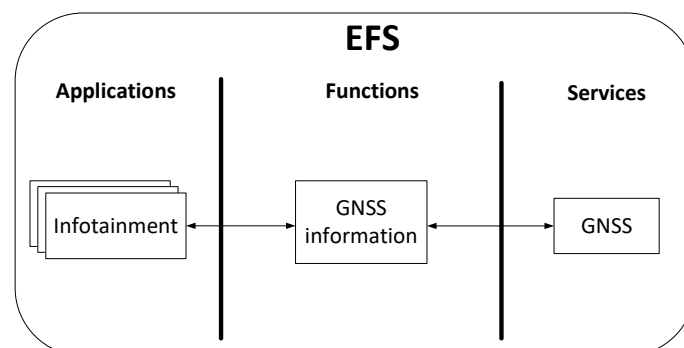 EFS
Applications
Functions
Services
Infotainment
GNSS
information
GNSS